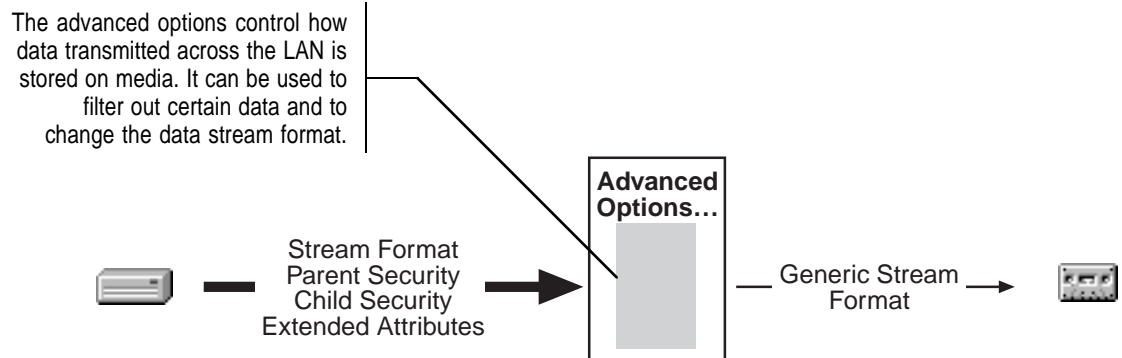 The advanced options control how
data transmitted across the LAN is
stored on media. It can be used to
filter out certain data and to
change the data stream format.
Advanced
Options…
Stream Format
Parent Security
Child Security
Extended Attributes
Generic Stream
Format